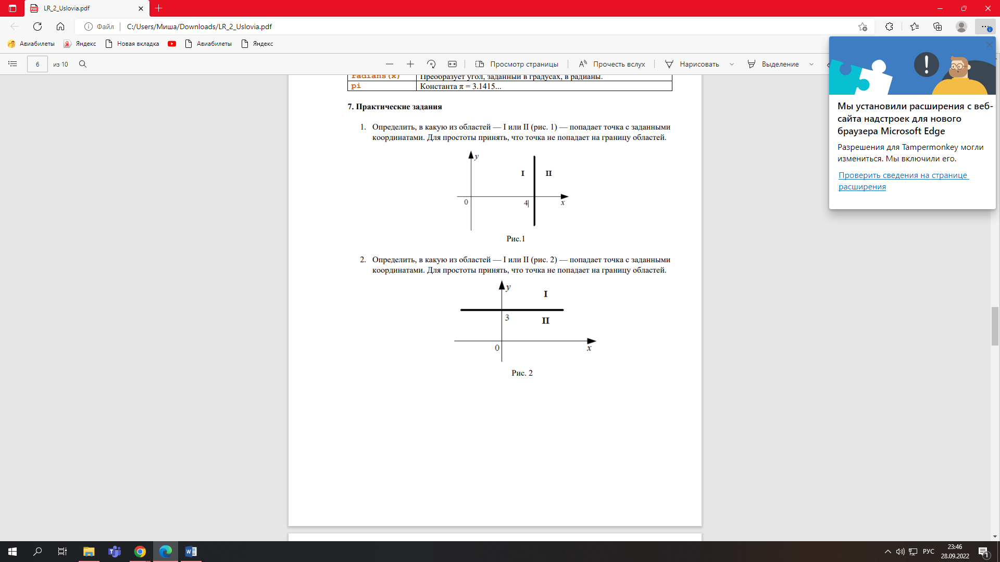 LR_2_Uslovia.pdf
Файл
C:/Users/Миша/Downloads/LR_2_Uslovia.pdf
Авиабилеты
Яндекс
Новая вкладка
Авиабилеты
Яндекс
6
из 10
Просмотр страницы
Прочесть вслух
Нарисовать
Выделение
Мы установили расширения с веб-
сайта надстроек для нового
браузера Microsoft Edge
Разрешения для Tampermonkey могли
измениться. Мы включили его.
Проверить сведения на странице
расширения
radians(x) Преобразует угол, заданный в градусах, в радианы.
pi Константа π = 3.1415...
7. Практические задания
1. Определить, в какую из областей — I или II (рис. 1) — попадает точка с заданными
координатами. Для простоты принять, что точка не попадает на границу областей.
y
I II
0 4 x
Рис.1
2. Определить, в какую из областей — I или II (рис. 2) — попадает точка с заданными
координатами. Для простоты принять, что точка не попадает на границу областей.
y
I
3
II
0 x
Рис. 2
РУС
23:46
28.09.2022
1